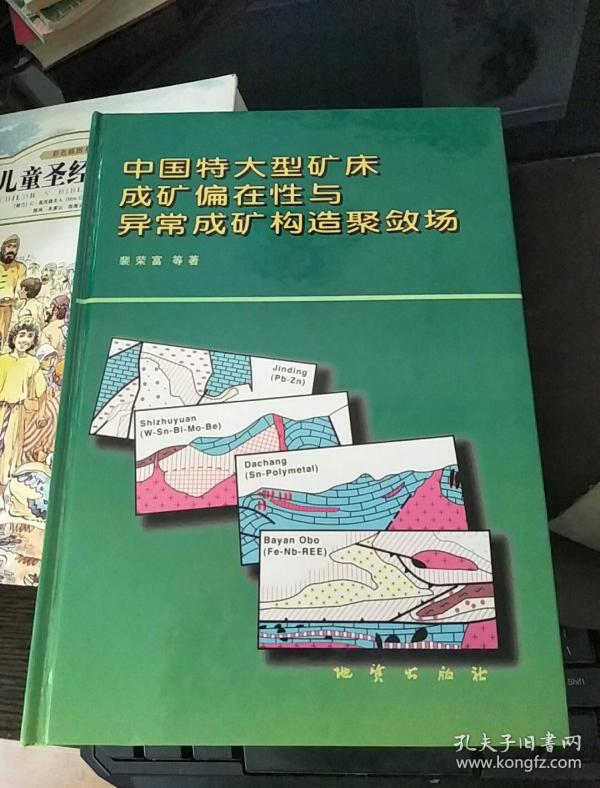 中国特大型矿床
成矿偏在性与
异常成矿构造聚敛场
裴荣富 等著
Jinding
(Pb-Zn)
Shizhuyuan
(W-Sn-Bi-Mo-Be)
Dachang
(Sn-Polymetal)
Bayan Obo
(Fe-Nb-REE)
地质出版社
儿童圣经
Shift
孔夫子旧书网
www.kongfz.com